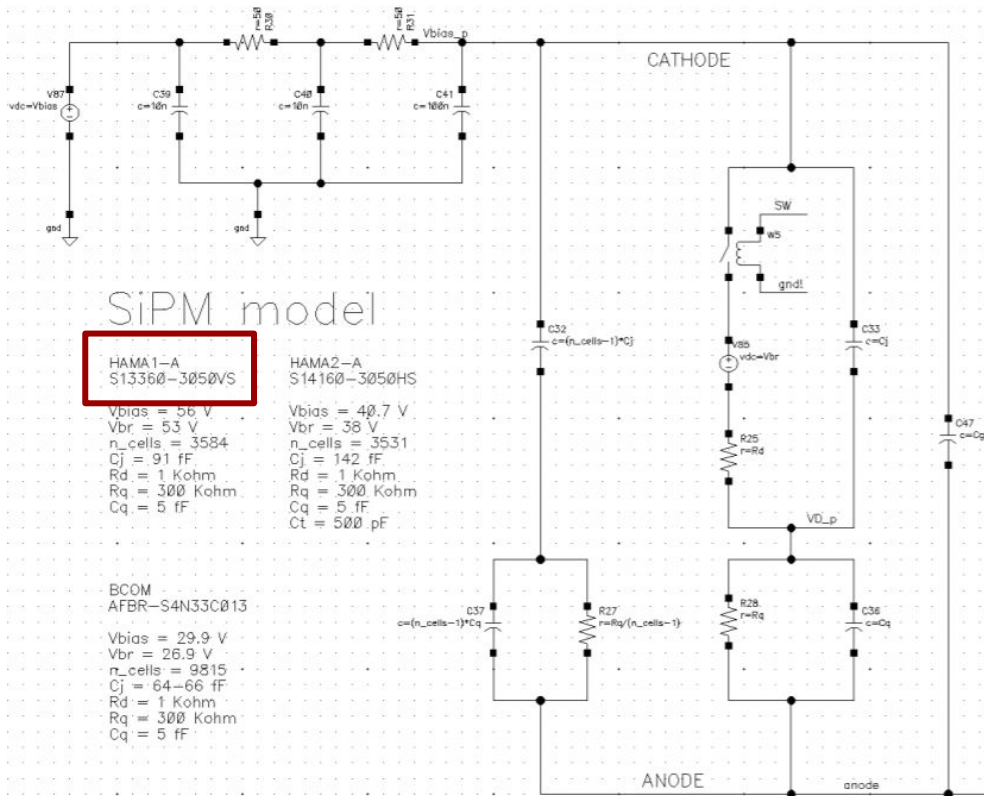 r=50
R30
r=50
R31
Vbias_p
CATHODE
V87
vdc=Vbias
C39
c=10n
C40
c=10n
C41
c=100n
gnd
gnd
SW
W5
gnd!
SiPM model
HAMA1-A
S13360-3050VS
Vbias = 56 V
Vbr = 53 V
n_cells = 3584
Cj = 91 fF
Rd = 1 Kohm
Rq = 300 Kohm
Cq = 5 fF
HAMA2-A
S14160-3050HS
Vbias = 40.7 V
Vbr = 38 V
n_cells = 3531
Cj = 142 fF
Rd = 1 Kohm
Rq = 300 Kohm
Cq = 5 fF
Ct = 500 pF
C32
c=(n_cells-1)*Cj
V85
vdc=Vbr
C33
c=Cj
C47
c=Cg
R25
r=Rd
VD_p
BCOM
AFBR-S4N33C013
Vbias = 29.9 V
Vbr = 26.9 V
n_cells = 9815
Cj = 64-66 fF
Rd = 1 Kohm
Rq = 300 Kohm
Cq = 5 fF
C37
c=(n_cells-1)*Cq
R27
r=Rq/(n_cells-1)
R28
r=Rq
C36
c=Cq
ANODE
anode